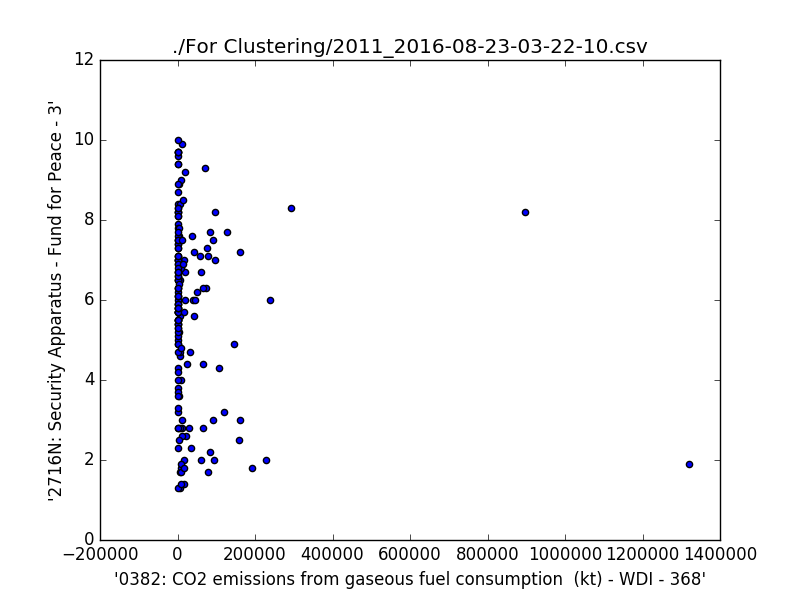 ./For Clustering/2011_2016-08-23-03-22-10.csv
12
10
8
6
4
2
0
'2716N: Security Apparatus - Fund for Peace - 3'
−200000 0 200000 400000 600000 800000 1000000 1200000 1400000
'0382: CO2 emissions from gaseous fuel consumption  (kt) - WDI - 368'